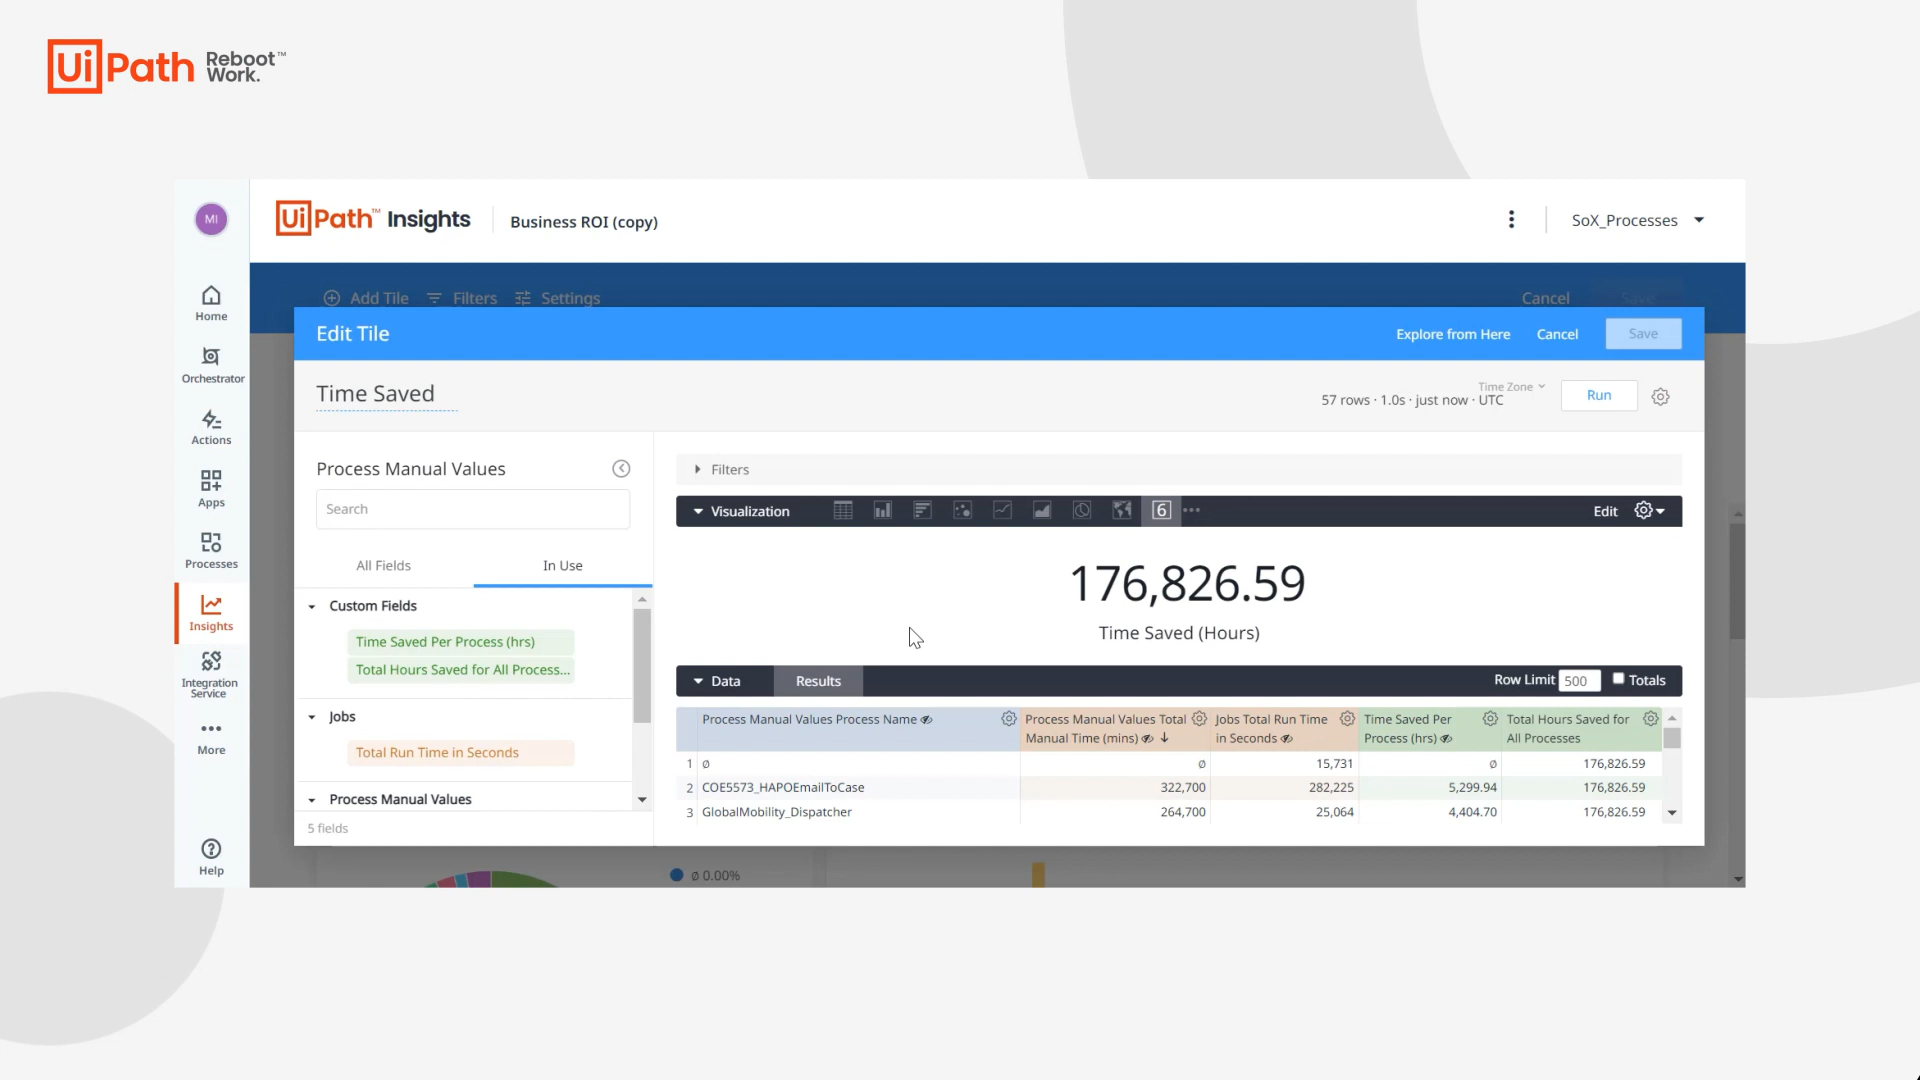 UiPath Reboot Work.™
MI
UiPath™ Insights
Business ROI (copy)
SoX_Processes
Home
Orchestrator
Actions
Apps
Processes
Insights
Integration
Service
More
Help
Add Tile Filters Settings
Cancel Save
Edit Tile
Explore from Here Cancel Save
Time Saved
Time Zone
57 rows · 1.0s · just now · UTC
Run
Process Manual Values
Search
All Fields In Use
Custom Fields
Time Saved Per Process (hrs)
Total Hours Saved for All Process...
Jobs
Total Run Time in Seconds
Process Manual Values
5 fields
Filters
Visualization 6 Edit
176,826.59
Time Saved (Hours)
Data Results Row Limit 500 Totals
Process Manual Values Process Name
Process Manual Values Total
Manual Time (mins) ↓
Jobs Total Run Time
in Seconds
Time Saved Per
Process (hrs)
Total Hours Saved for
All Processes
1 ø ø 15,731 ø 176,826.59
2 COE5573_HAPOEmailToCase 322,700 282,225 5,299.94 176,826.59
3 GlobalMobility_Dispatcher 264,700 25,064 4,404.70 176,826.59
ø 0.00%